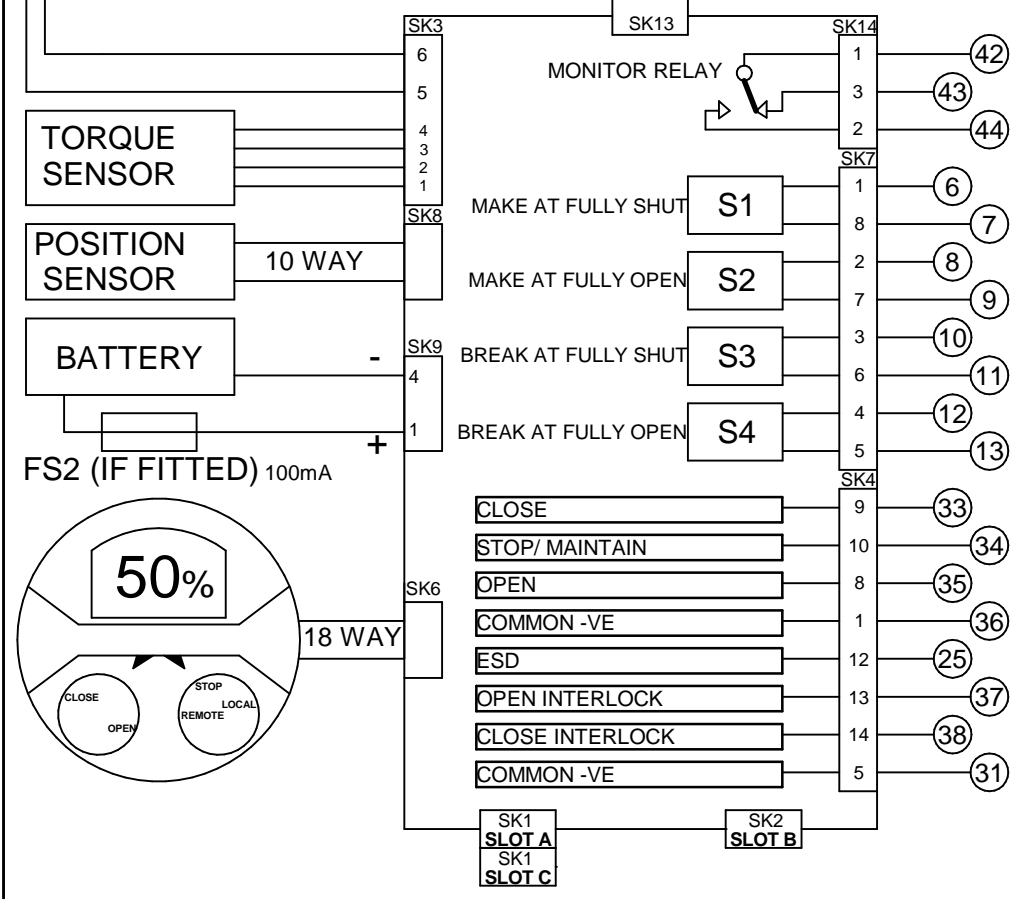 SK3
SK13
SK14
6
MONITOR RELAY
1
42
5
3
43
2
44
TORQUE
SENSOR
4
3
2
1
SK7
MAKE AT FULLY SHUT
S1
1
6
8
7
SK8
POSITION
SENSOR
10 WAY
MAKE AT FULLY OPEN
S2
2
8
7
9
BATTERY
-
SK9
4
BREAK AT FULLY SHUT
S3
3
10
6
11
1
+
FS2 (IF FITTED) 100mA
BREAK AT FULLY OPEN
S4
4
12
5
13
SK4
CLOSE
9
33
STOP/ MAINTAIN
10
34
OPEN
8
35
COMMON -VE
1
36
ESD
12
25
OPEN INTERLOCK
13
37
CLOSE INTERLOCK
14
38
COMMON -VE
5
31
50%
18 WAY
SK6
CLOSE
OPEN
STOP
LOCAL
REMOTE
SK1
SLOT A
SK1
SLOT C
SK2
SLOT B